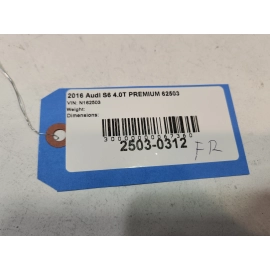 2016 Audi S6 4.0T PREMIUM 62503
VIN: N162503
Weight:
Dimensions:
2503-0312
FR